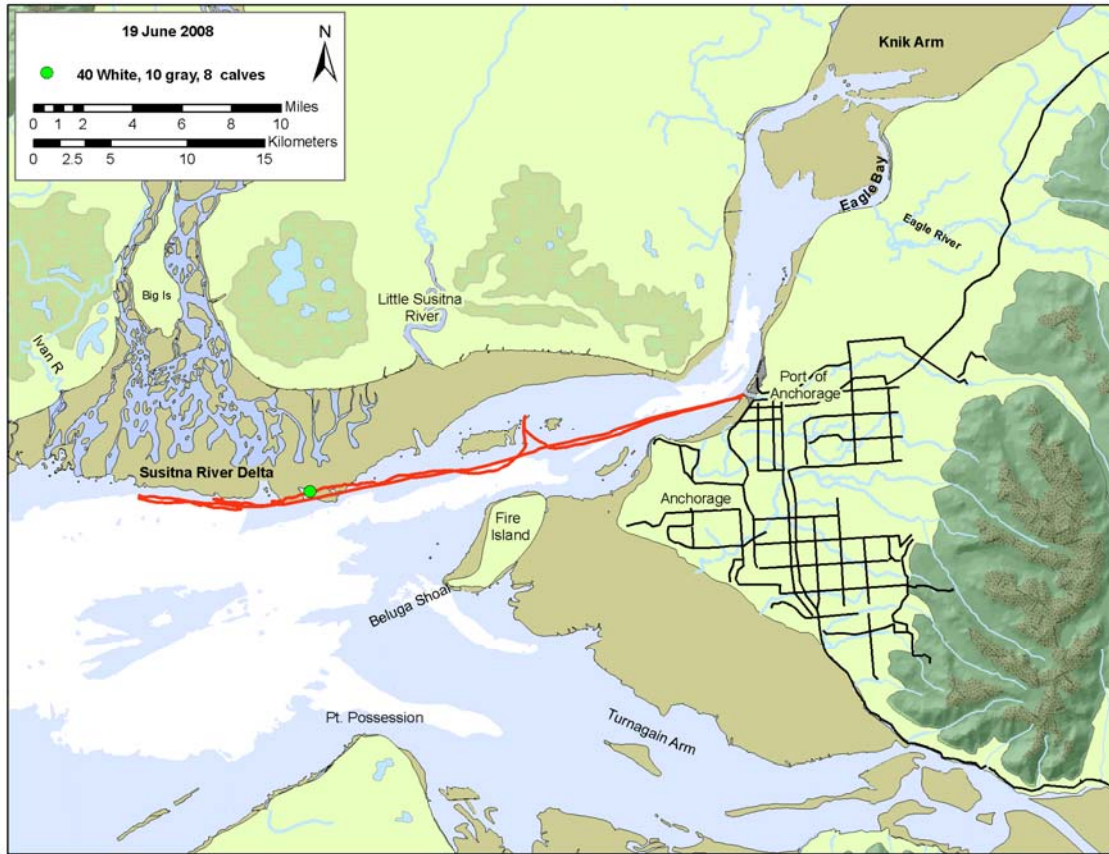 19 June 2008
N
40 White, 10 gray, 8 calves
Miles
0 1 2 4 6 8 10
Kilometers
0 2.5 5 10 15
Knik Arm
Eagle Bay
Eagle River
Big Is
Little Susitna
River
Ivan R
Port of
Anchorage
Susitna River Delta
Anchorage
Fire
Island
Beluga Shoal
Pt. Possession
Turnagain Arm